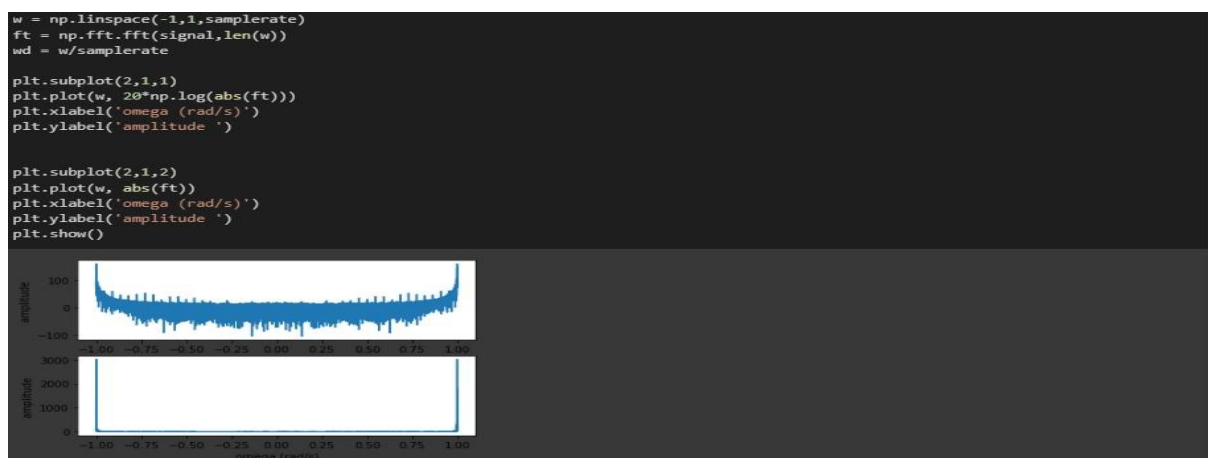 w = np.linspace(-1,1,samplerate)
ft = np.fft.fft(signal,len(w))
wd = w/samplerate
plt.subplot(2,1,1)
plt.plot(w, 20*np.log(abs(ft)))
plt.xlabel('omega (rad/s)')
plt.ylabel('amplitude ')
plt.subplot(2,1,2)
plt.plot(w, abs(ft))
plt.xlabel('omega (rad/s)')
plt.ylabel('amplitude ')
plt.show()
amplitude
100
0
−100
−1.00 −0.75 −0.50 −0.25 0.00 0.25 0.50 0.75 1.00
amplitude
3000
2000
1000
0
−1.00 −0.75 −0.50 −0.25 0.00 0.25 0.50 0.75 1.00
omega (rad/s)